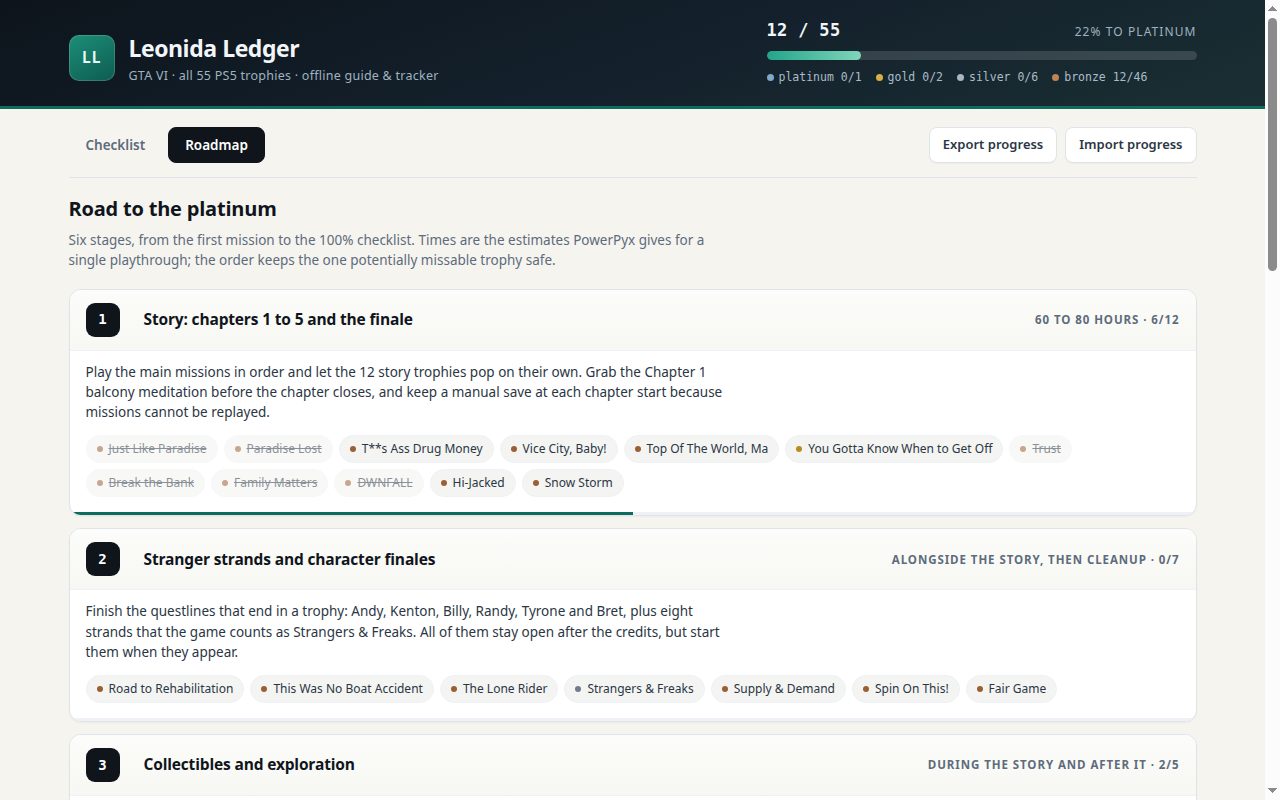 LL
Leonida Ledger
GTA VI · all 55 PS5 trophies · offline guide & tracker
12 / 55
22% TO PLATINUM
platinum 0/1 gold 0/2 silver 0/6 bronze 12/46
Checklist Roadmap Export progress Import progress
Road to the platinum
Six stages, from the first mission to the 100% checklist. Times are the estimates PowerPyx gives for a
single playthrough; the order keeps the one potentially missable trophy safe.
1 Story: chapters 1 to 5 and the finale 60 TO 80 HOURS · 6/12
Play the main missions in order and let the 12 story trophies pop on their own. Grab the Chapter 1
balcony meditation before the chapter closes, and keep a manual save at each chapter start because
missions cannot be replayed.
Just Like Paradise Paradise Lost T**s Ass Drug Money Vice City, Baby! Top Of The World, Ma You Gotta Know When to Get Off Trust
Break the Bank Family Matters DWNFALL Hi-Jacked Snow Storm
2 Stranger strands and character finales ALONGSIDE THE STORY, THEN CLEANUP · 0/7
Finish the questlines that end in a trophy: Andy, Kenton, Billy, Randy, Tyrone and Bret, plus eight
strands that the game counts as Strangers & Freaks. All of them stay open after the credits, but start
them when they appear.
Road to Rehabilitation This Was No Boat Accident The Lone Rider Strangers & Freaks Supply & Demand Spin On This! Fair Game
3 Collectibles and exploration DURING THE STORY AND AFTER IT · 2/5